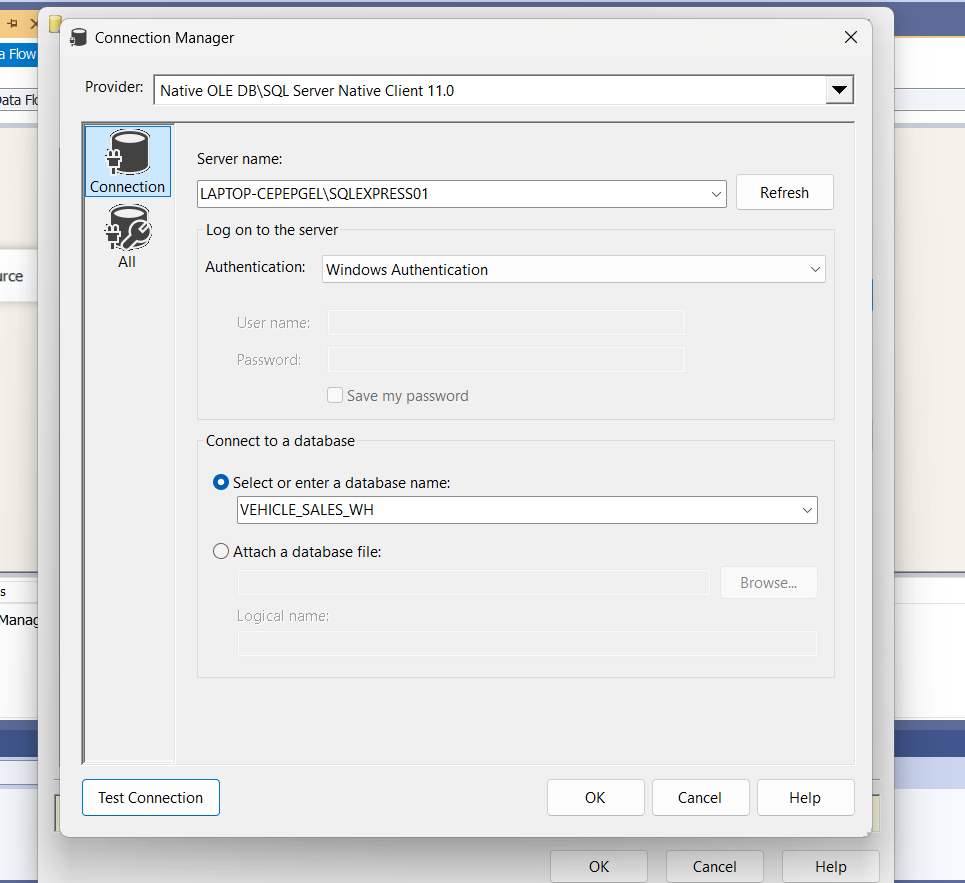 Connection Manager
Provider:
Native OLE DB\SQL Server Native Client 11.0
a Flow
Data Flo
Connection
All
Server name:
LAPTOP-CEPEPGEL\SQLEXPRESS01
Refresh
Log on to the server
Authentication:
Windows Authentication
urce
User name:
Password:
Save my password
Connect to a database
Select or enter a database name:
VEHICLE_SALES_WH
Attach a database file:
Browse...
s
Logical name:
Manag
Test Connection
OK
Cancel
Help
OK
Cancel
Help